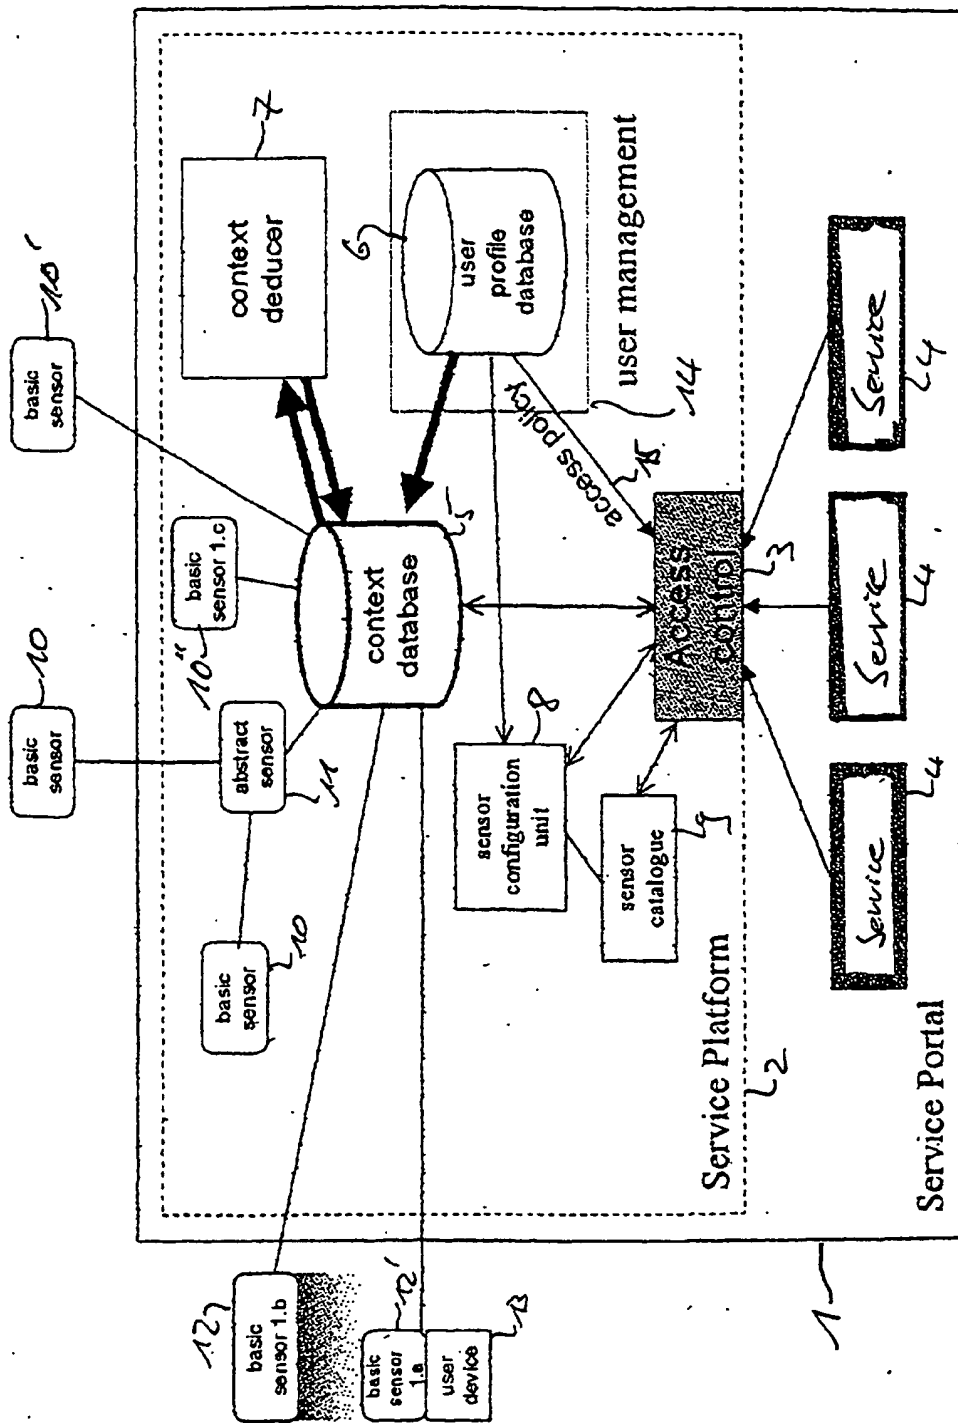 basic
sensor 1.b
12
basic
sensor
1.a
12'
user
device
13
basic
sensor
10
basic
sensor
10
abstract
sensor
11
basic
sensor 1.c
10"
basic
sensor
10'
context
database
5
context
deducer
7
user
profile
database
6
user management
14
access policy
15
sensor
configuration
unit
8
sensor
catalogue
9
Access
control
3
Service Platform
2
Service
4
Service
4
Service
4
Service Portal
1